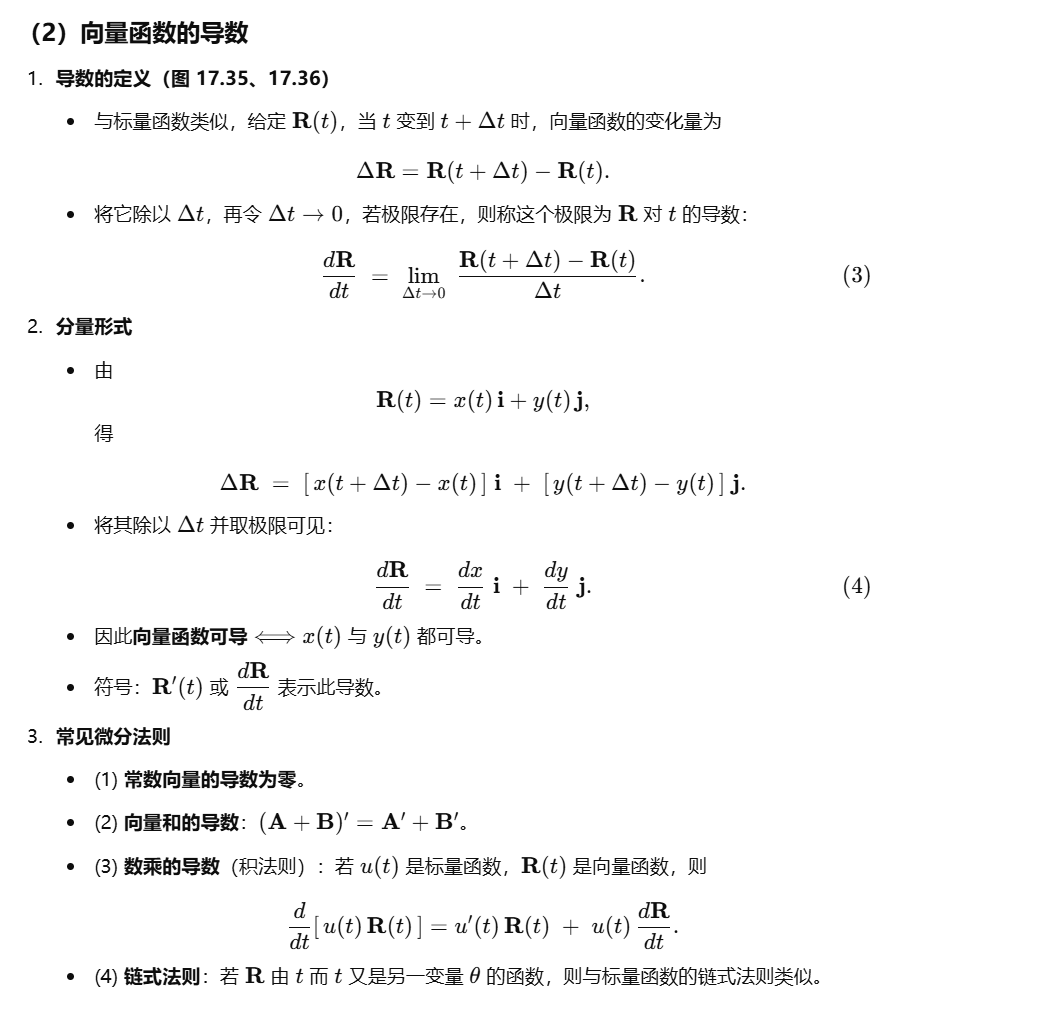 （2）向量函数的导数
1. 导数的定义（图 17.35、17.36）
• 与标量函数类似，给定 R(t)，当 t 变到 t + Δt 时，向量函数的变化量为
ΔR = R(t + Δt) − R(t).
• 将它除以 Δt，再令 Δt → 0，若极限存在，则称这个极限为 R 对 t 的导数：
dR/dt = lim_{Δt→0} (R(t + Δt) − R(t))/Δt. (3)
2. 分量形式
• 由
R(t) = x(t) i + y(t) j,
得
ΔR = [x(t + Δt) − x(t)] i + [y(t + Δt) − y(t)] j.
• 将其除以 Δt 并取极限可见：
dR/dt = dx/dt i + dy/dt j. (4)
• 因此向量函数可导 ⟺ x(t) 与 y(t) 都可导。
• 符号：R′(t) 或 dR/dt 表示此导数。
3. 常见微分法则
• (1) 常数向量的导数为零。
• (2) 向量和的导数：(A + B)′ = A′ + B′。
• (3) 数乘的导数（积法则）：若 u(t) 是标量函数，R(t) 是向量函数，则
d/dt [u(t) R(t)] = u′(t) R(t) + u(t) dR/dt.
• (4) 链式法则：若 R 由 t 而 t 又是另一变量 θ 的函数，则与标量函数的链式法则类似。